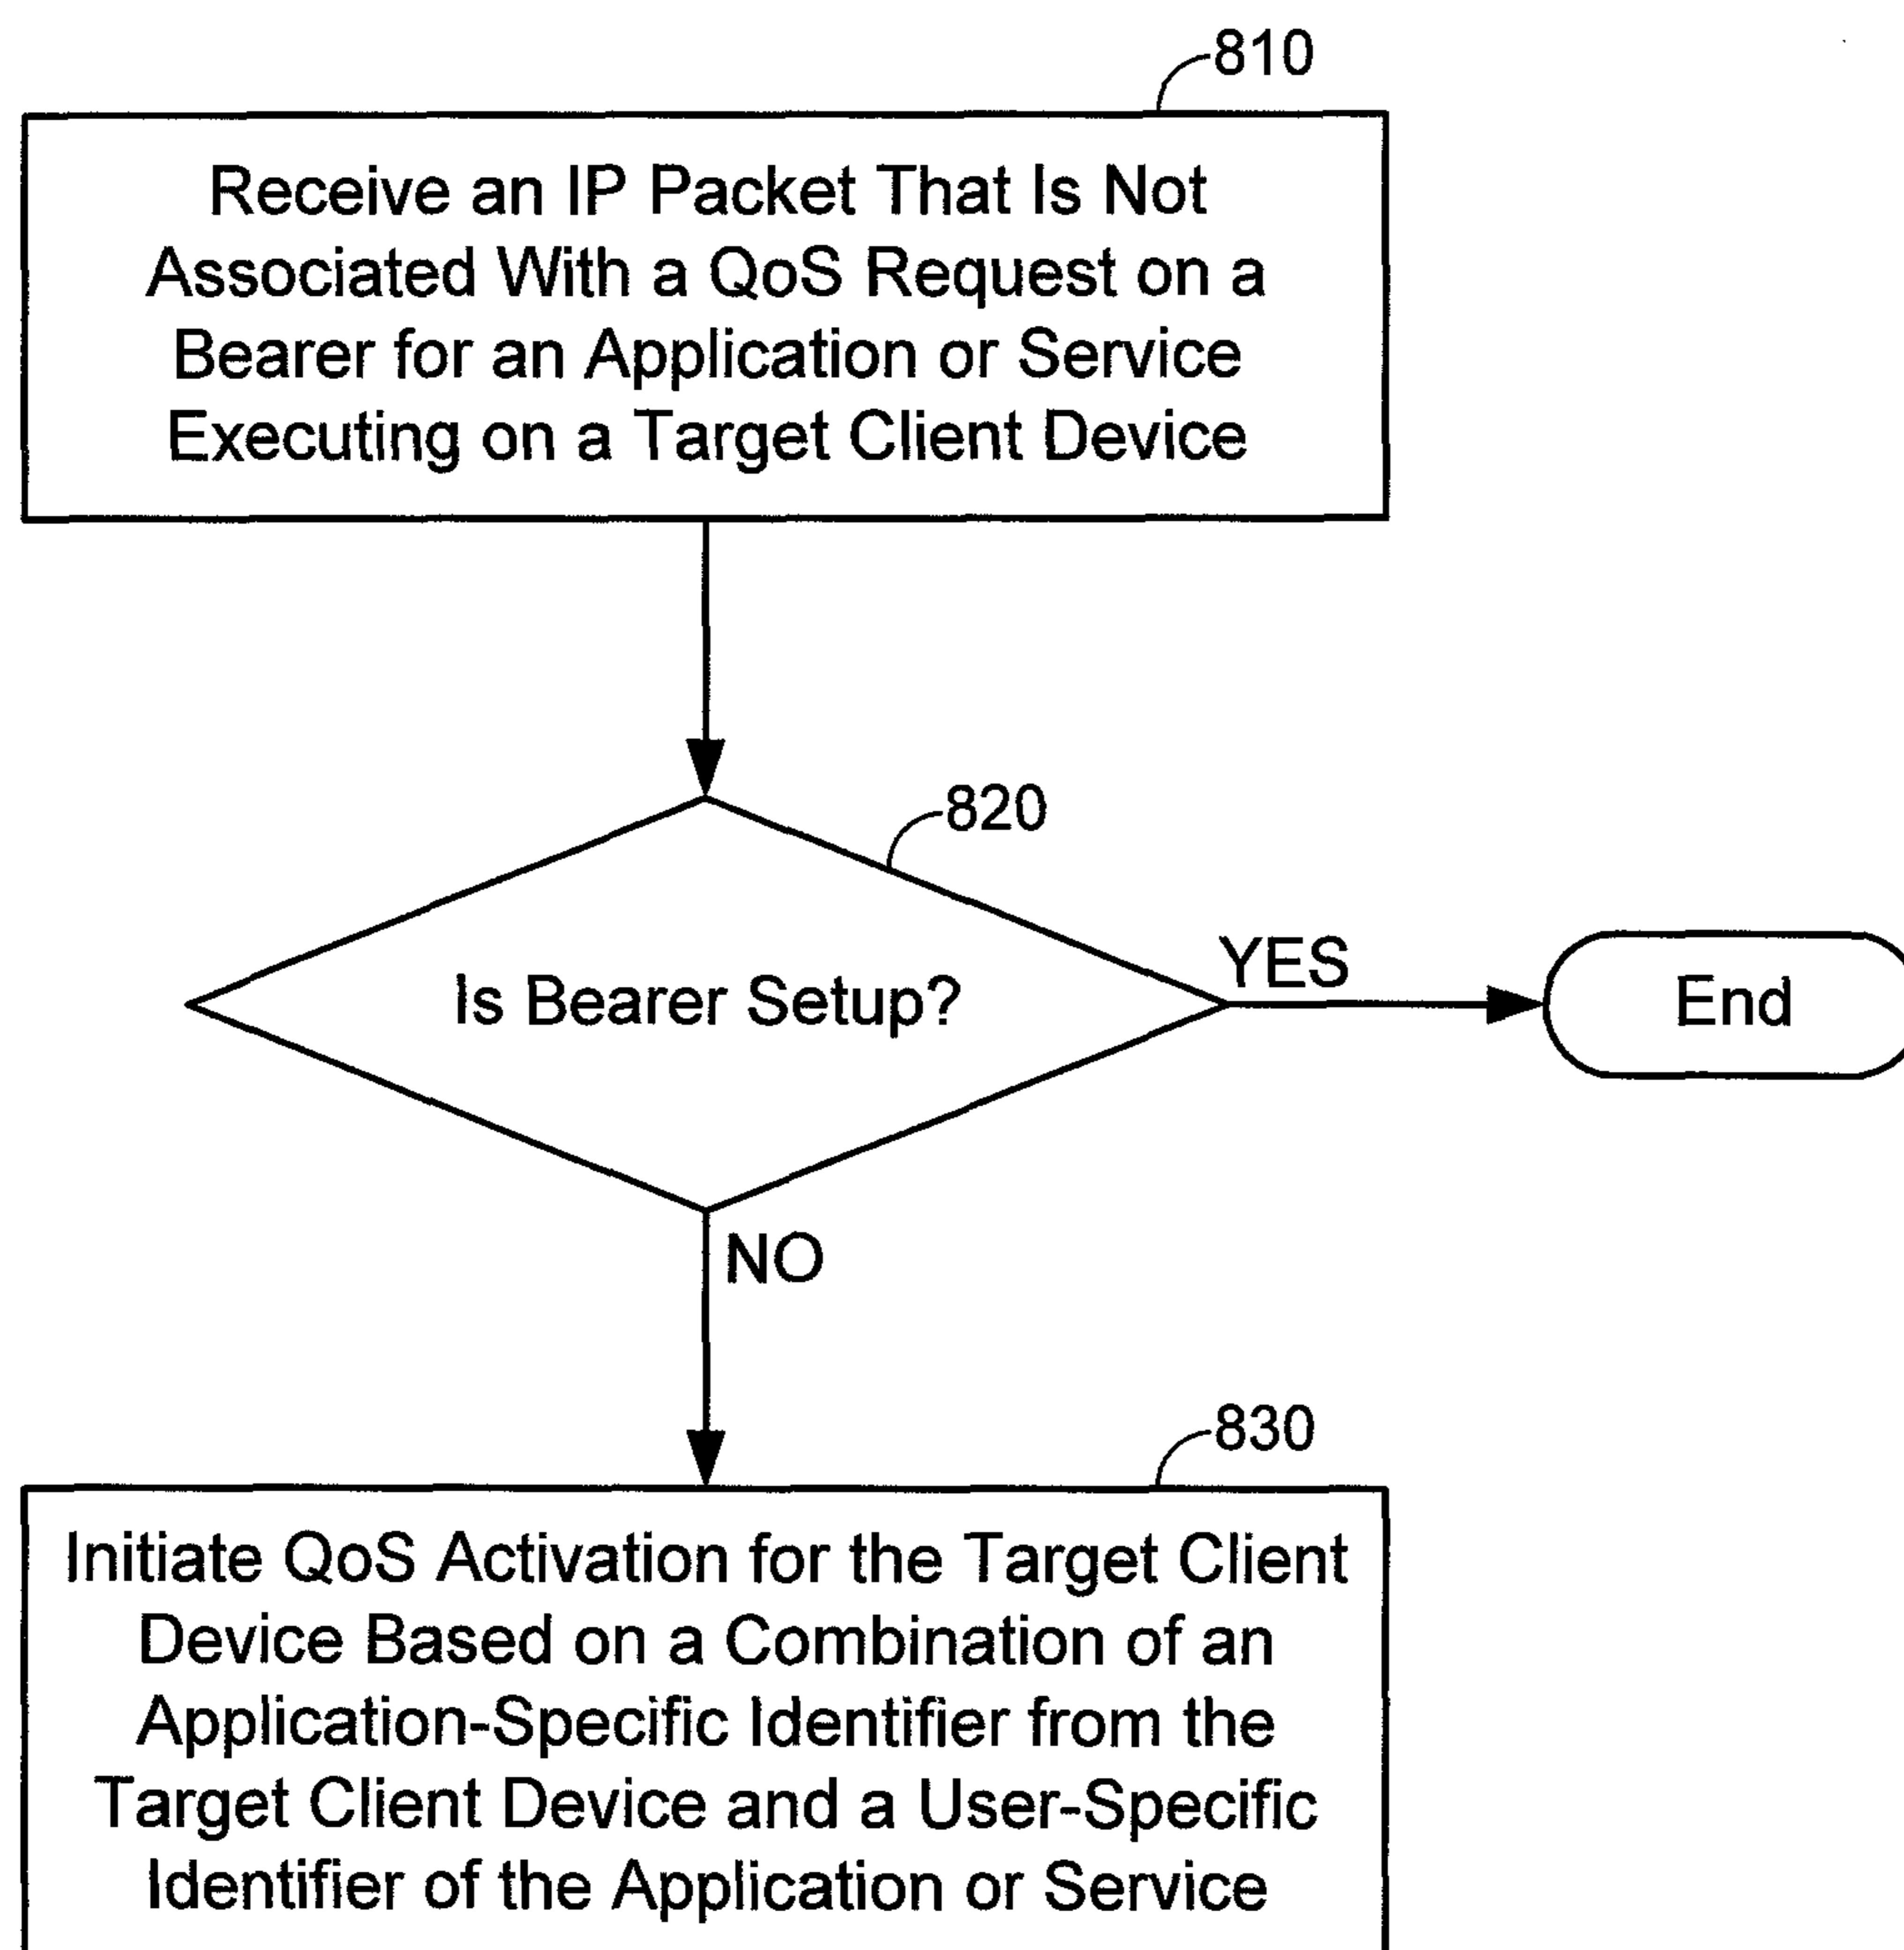 810
Receive an IP Packet That Is Not
Associated With a QoS Request on a
Bearer for an Application or Service
Executing on a Target Client Device
820
Is Bearer Setup?
YES
End
NO
830
Initiate QoS Activation for the Target Client
Device Based on a Combination of an
Application-Specific Identifier from the
Target Client Device and a User-Specific
Identifier of the Application or Service